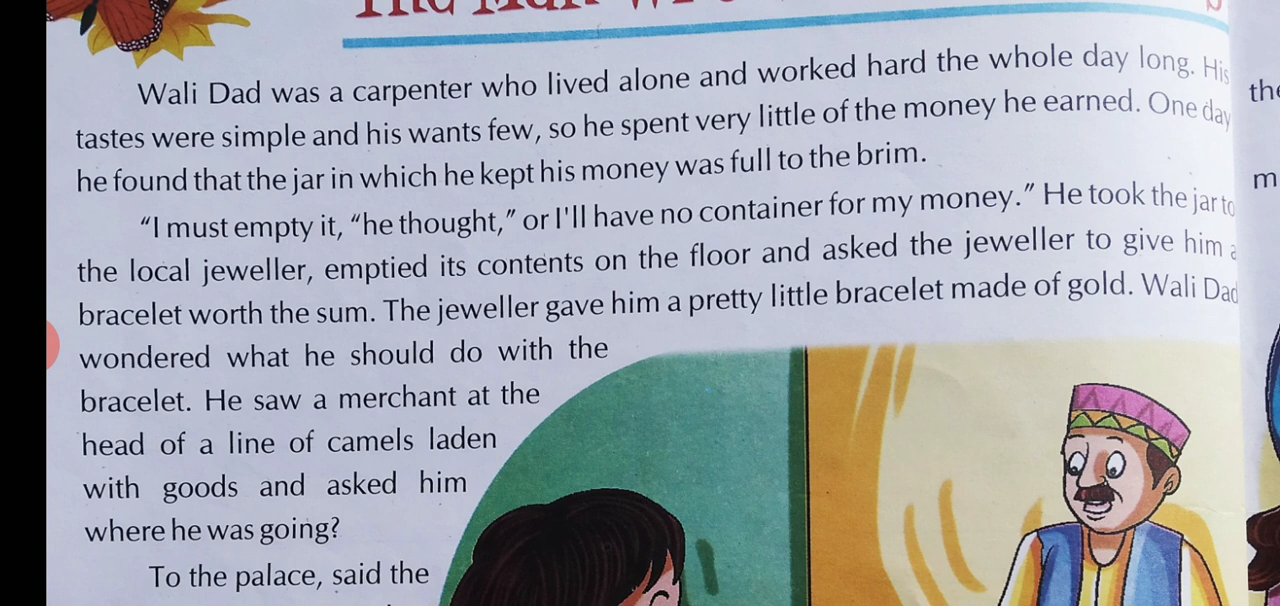 Wali Dad was a carpenter who lived alone and worked hard the whole day long. His
tastes were simple and his wants few, so he spent very little of the money he earned. One day
he found that the jar in which he kept his money was full to the brim.
“I must empty it, “he thought,” or I'll have no container for my money.” He took the jar to
the local jeweller, emptied its contents on the floor and asked the jeweller to give him a
bracelet worth the sum. The jeweller gave him a pretty little bracelet made of gold. Wali Dad
wondered what he should do with the
bracelet. He saw a merchant at the
head of a line of camels laden
with goods and asked him
where he was going?
To the palace, said the